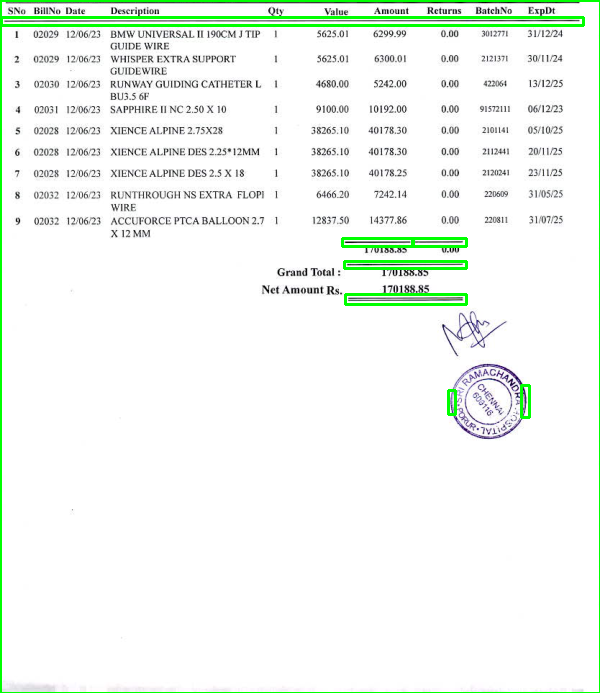 SNo BillNo Date Description Qty Value Amount Returns BatchNo ExpDt
1 02029 12/06/23 BMW UNIVERSAL II 190CM J TIP 1 5625.01 6299.99 0.00 3012771 31/12/24
GUIDE WIRE
2 02029 12/06/23 WHISPER EXTRA SUPPORT 1 5625.01 6300.01 0.00 2121371 30/11/24
GUIDEWIRE
3 02030 12/06/23 RUNWAY GUIDING CATHETER L 1 4680.00 5242.00 0.00 422064 13/12/25
BU3.5 6F
4 02031 12/06/23 SAPPHIRE II NC 2.50 X 10 1 9100.00 10192.00 0.00 91572111 06/12/23
5 02028 12/06/23 XIENCE ALPINE 2.75X28 1 38265.10 40178.30 0.00 2101141 05/10/25
6 02028 12/06/23 XIENCE ALPINE DES 2.25*12MM 1 38265.10 40178.30 0.00 2112441 20/11/25
7 02028 12/06/23 XIENCE ALPINE DES 2.5 X 18 1 38265.10 40178.25 0.00 2120241 23/11/25
8 02032 12/06/23 RUNTHROUGH NS EXTRA FLOPI 1 6466.20 7242.14 0.00 220609 31/05/25
WIRE
9 02032 12/06/23 ACCUFORCE PTCA BALLOON 2.7 1 12837.50 14377.86 0.00 220811 31/07/25
X 12 MM
170188.85 0.00
Grand Total : 170188.85
Net Amount Rs. 170188.85
SRI RAMACHANDRA HOSPITAL
PORUR
CHENNAI
600116